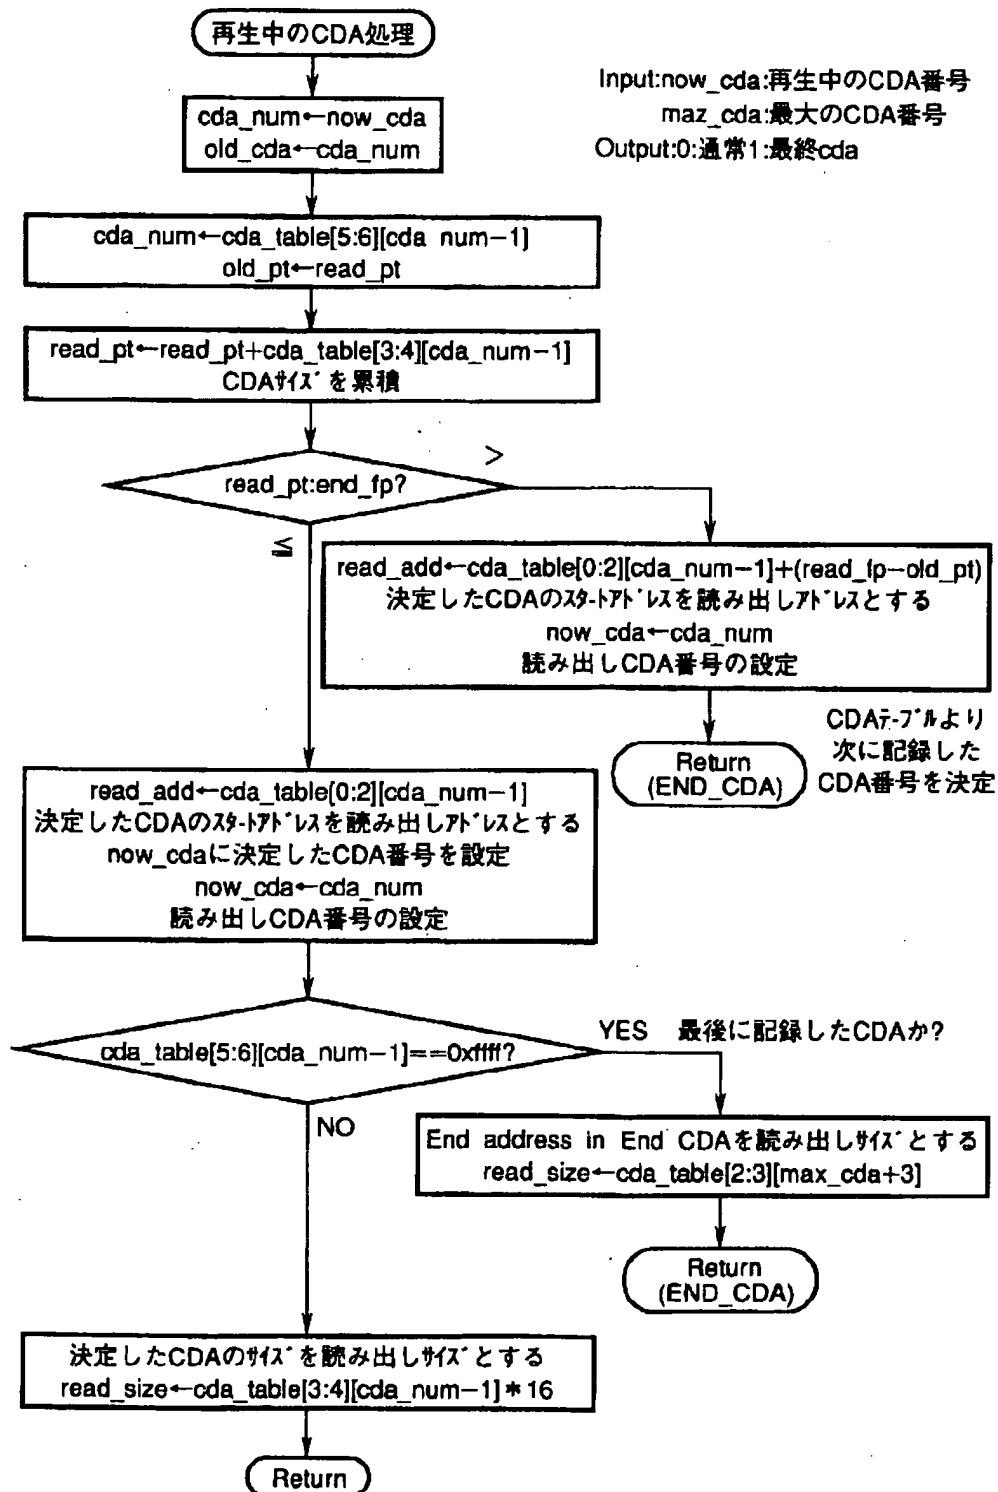 再生中のCDA処理
Input:now_cda:再生中のCDA番号
maz_cda:最大のCDA番号
Output:0:通常1:最終cda
cda_num←now_cda
old_cda←cda_num
cda_num←cda_table[5:6][cda num−1]
old_pt←read_pt
read_pt←read_pt+cda_table[3:4][cda_num−1]
CDAｻｲｽﾞを累積
>
read_pt:end_fp?
≦
read_add←cda_table[0:2][cda_num−1]+(read_fp−old_pt)
決定したCDAのｽﾀｰﾄｱﾄﾞﾚｽを読み出しｱﾄﾞﾚｽとする
now_cda←cda_num
読み出しCDA番号の設定
CDAﾃｰﾌﾞﾙより
次に記録した
CDA番号を決定
Return
(END_CDA)
read_add←cda_table[0:2][cda_num−1]
決定したCDAのｽﾀｰﾄｱﾄﾞﾚｽを読み出しｱﾄﾞﾚｽとする
now_cdaに決定したCDA番号を設定
now_cda←cda_num
読み出しCDA番号の設定
YES 最後に記録したCDAか?
cda_table[5:6][cda_num−1]==0xffff?
NO
End address in End CDAを読み出しｻｲｽﾞとする
read_size←cda_table[2:3][max_cda+3]
Return
(END_CDA)
決定したCDAのｻｲｽﾞを読み出しｻｲｽﾞとする
read_size←cda_table[3:4][cda_num−1]*16
Return